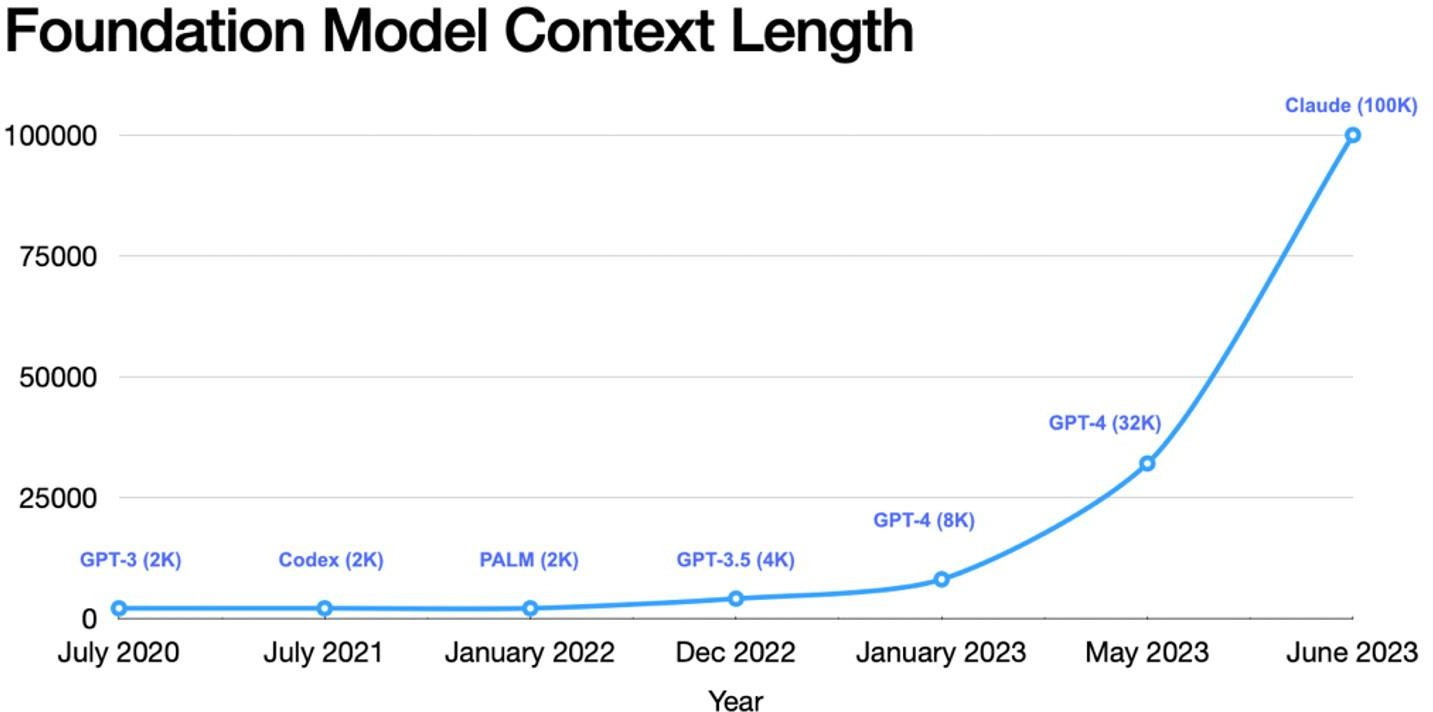 Foundation Model Context Length
Claude (100K)
100000
75000
50000
GPT-4 (32K)
25000
GPT-4 (8K)
GPT-3 (2K) Codex (2K) PALM (2K) GPT-3.5 (4K)
0
July 2020 July 2021 January 2022 Dec 2022 January 2023 May 2023 June 2023
Year